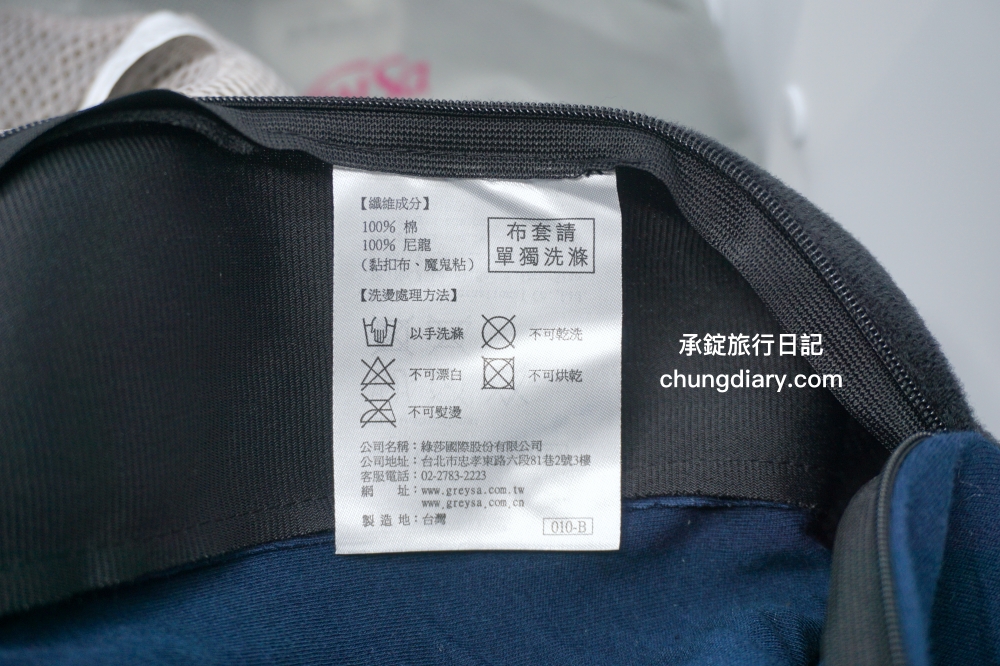 【纖維成分】
100% 棉
100% 尼龍
(黏扣布、魔鬼粘)
布套請
單獨洗滌
【洗燙處理方法】
以手洗滌
不可乾洗
不可漂白
不可烘乾
不可熨燙
公司名稱：綠莎國際股份有限公司
公司地址：台北市忠孝東路六段81巷2號3樓
客服電話：02-2783-2223
網　　址：www.greysa.com.tw
www.greysa.com.cn
製 造 地：台灣
010-B
承錠旅行日記
chungdiary.com